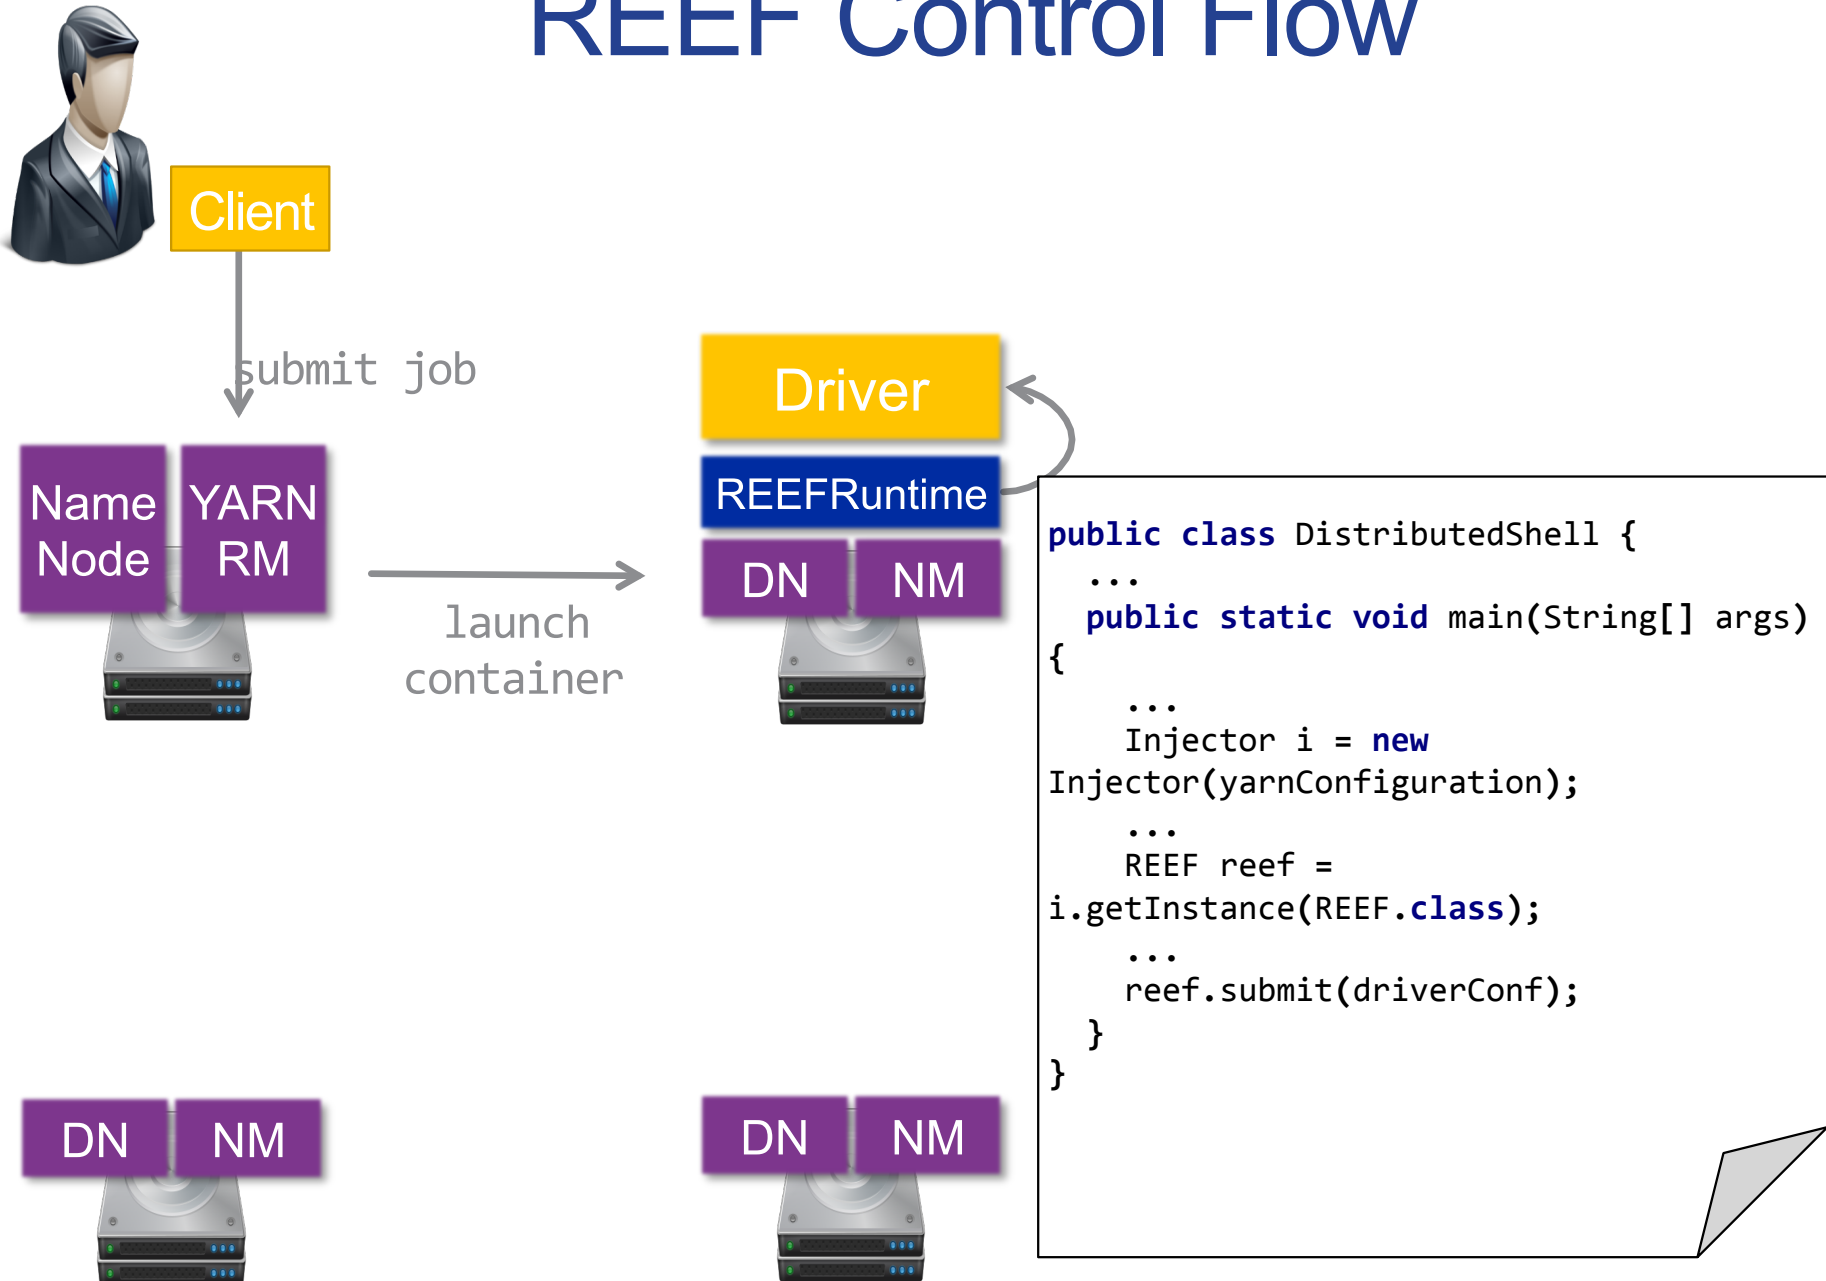 REEF Control Flow
Client
submit job
Name
Node
YARN
RM
launch
container
Driver
REEFRuntime
DN
NM
public class DistributedShell {
...
public static void main(String[] args)
{
...
Injector i = new
Injector(yarnConfiguration);
...
REEF reef =
i.getInstance(REEF.class);
...
reef.submit(driverConf);
}
}
DN
NM
DN
NM